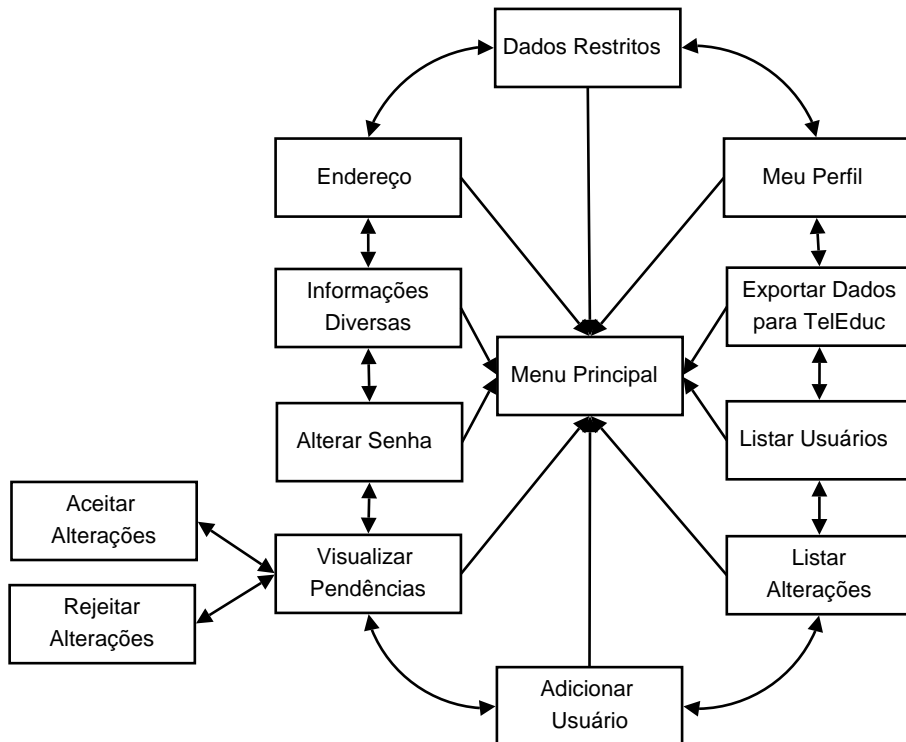 Dados Restritos
Endereço
Meu Perfil
Informações
Diversas
Exportar Dados
para TelEduc
Menu Principal
Alterar Senha
Listar Usuários
Aceitar
Alterações
Visualizar
Pendências
Listar
Alterações
Rejeitar
Alterações
Adicionar
Usuário